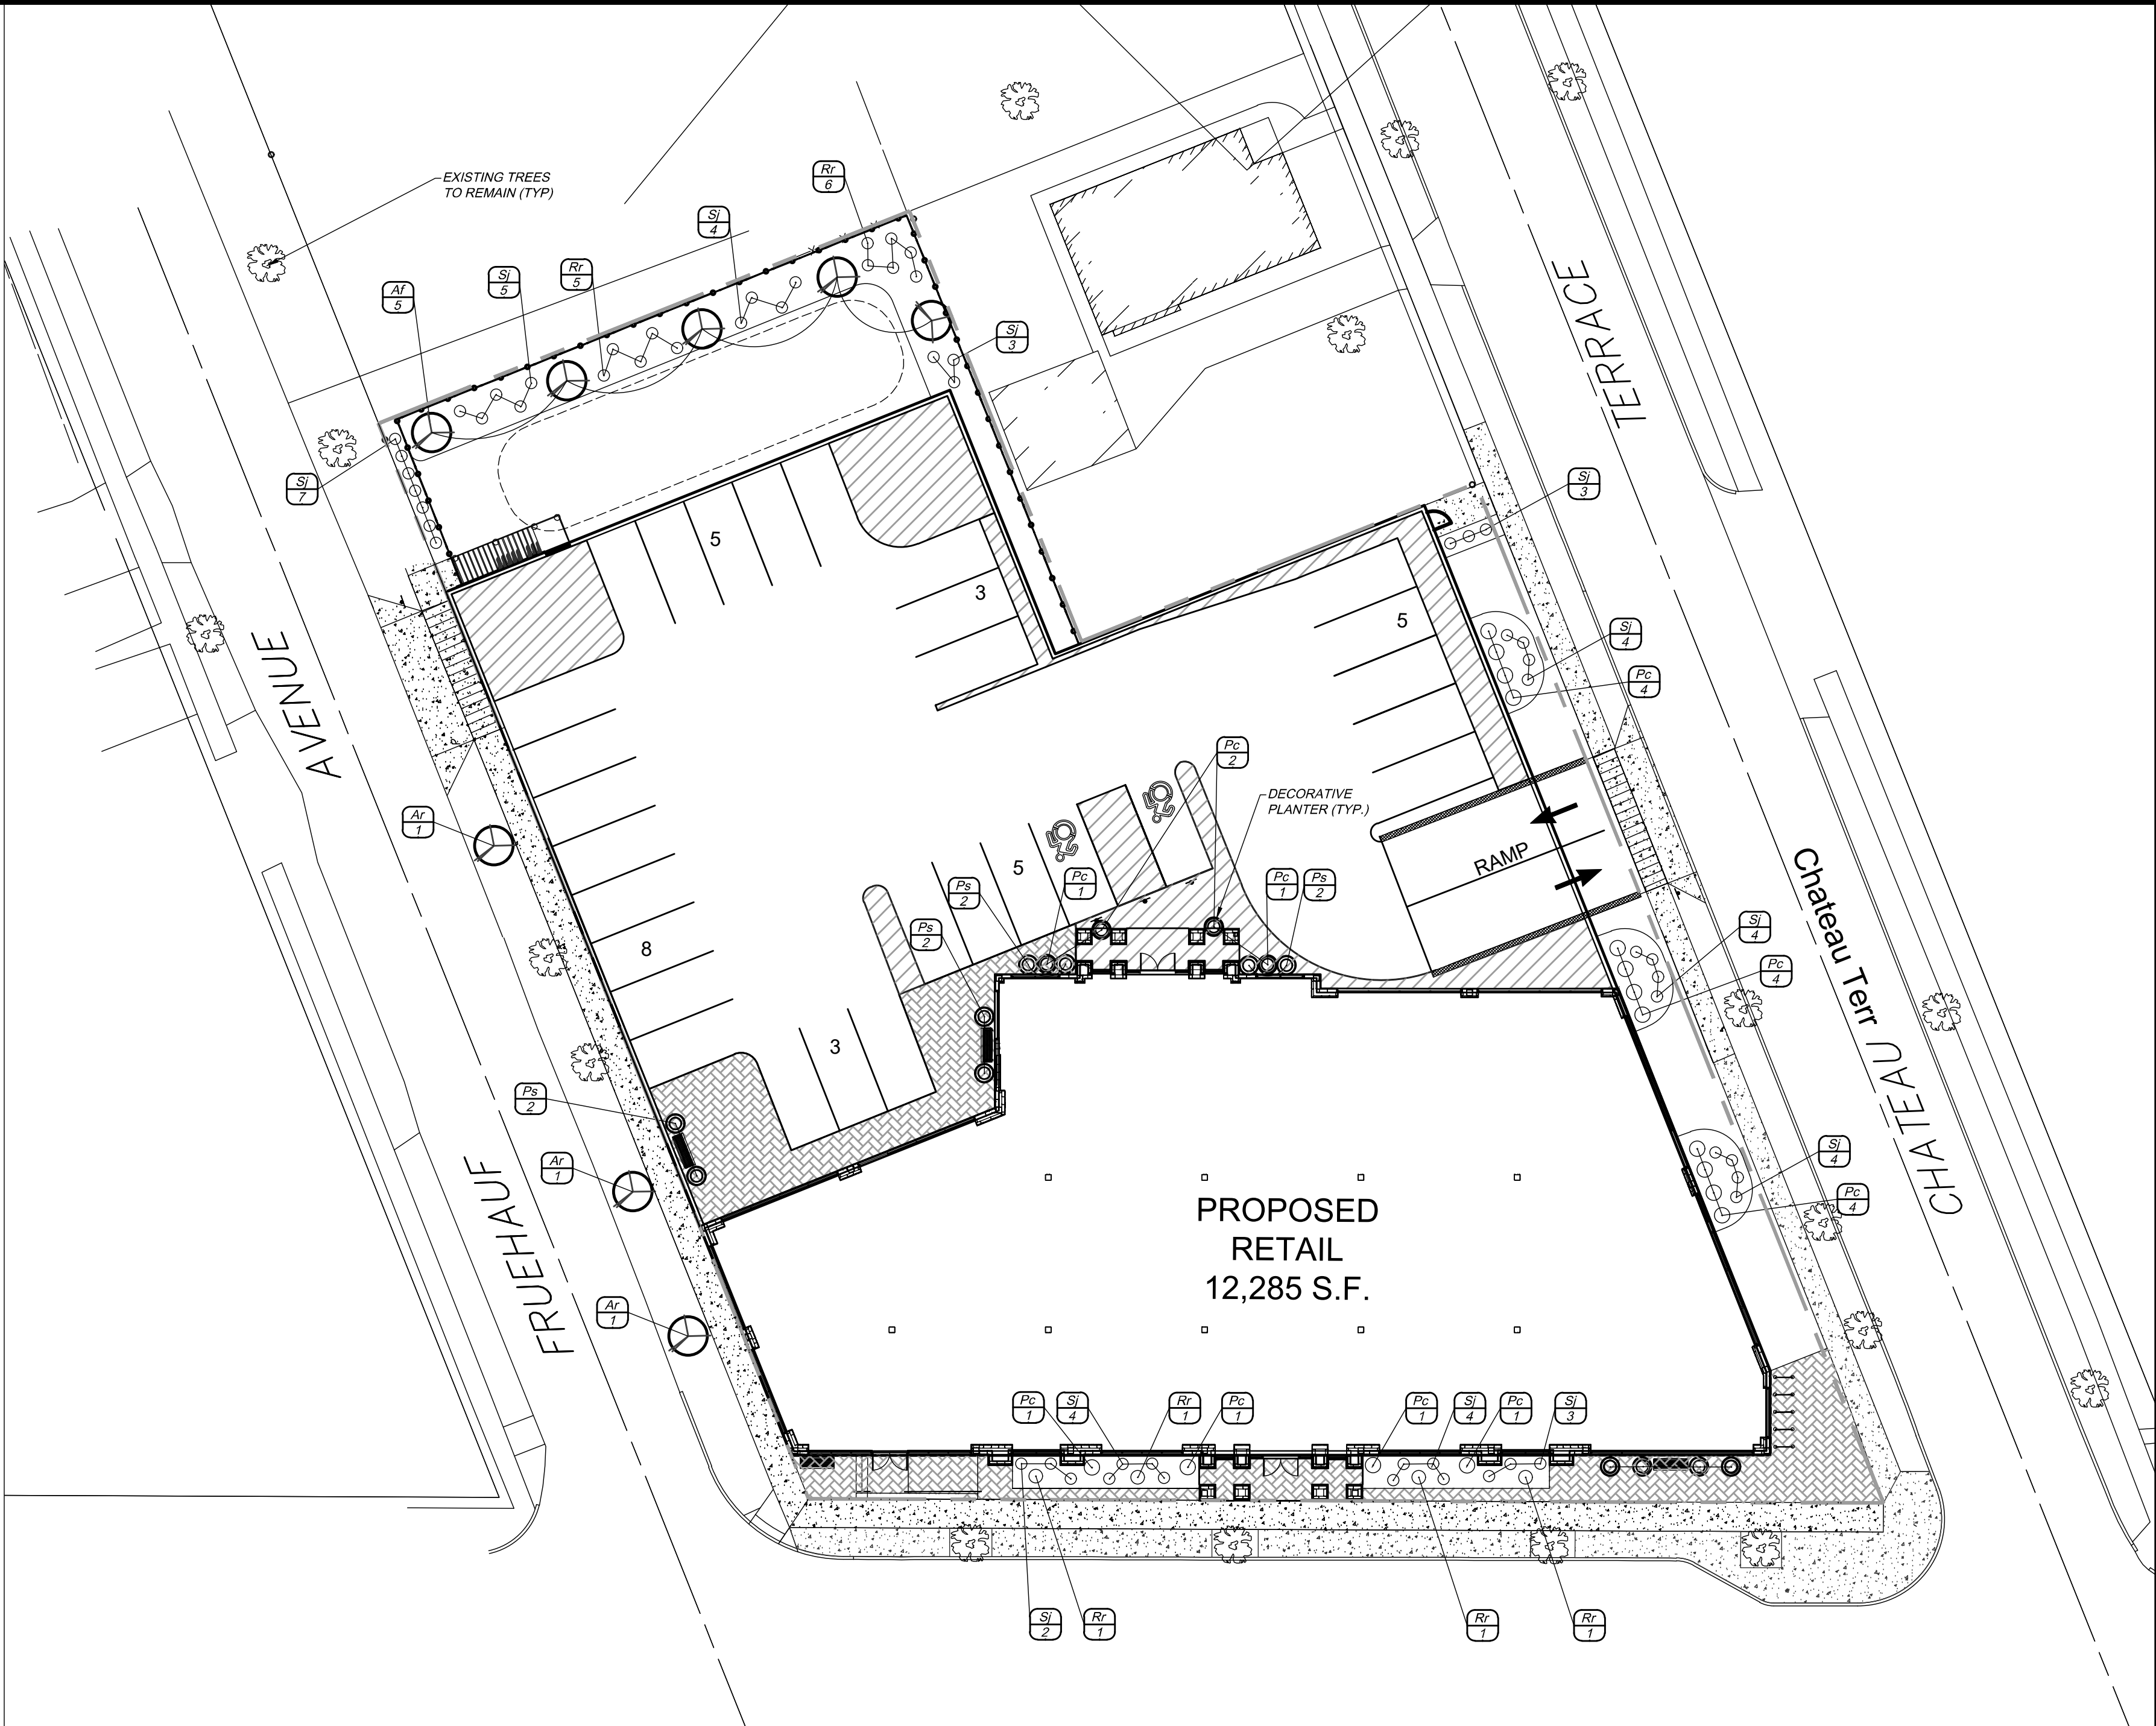 Rr
6
EXISTING TREES
TO REMAIN (TYP)
Sj
4
Sj
5
Rr
5
Af
5
Sj
3
TERRACE
Sj
7
Sj
3
5
3
5
Sj
4
Pc
4
AVENUE
Pc
2
DECORATIVE
PLANTER (TYP.)
Ar
1
RAMP
5
Pc
1
Ps
2
Pc
1
Ps
2
Chateau Terr
Ps
2
8
Sj
4
Pc
4
3
Ps
2
CHATEAU
Ar
1
FRUEHAUF
Sj
4
Pc
4
PROPOSED
RETAIL
12,285 S.F.
Ar
1
Pc
1
Sj
4
Rr
1
Pc
1
Pc
1
Sj
4
Pc
1
Sj
3
Sj
2
Rr
1
Rr
1
Rr
1